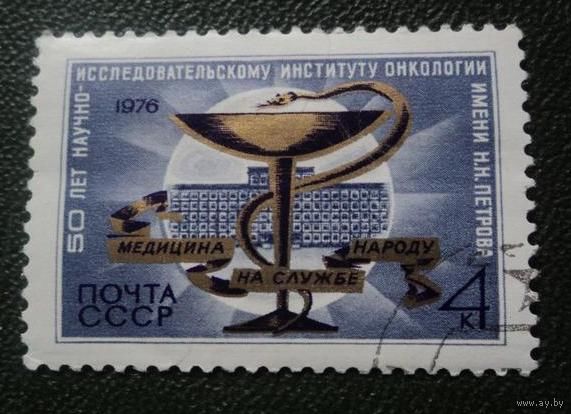 50 ЛЕТ НАУЧНО-
ИССЛЕДОВАТЕЛЬСКОМУ ИНСТИТУТУ ОНКОЛОГИИ
ИМЕНИ Н.Н.ПЕТРОВА
1976
МЕДИЦИНА
НА СЛУЖБЕ
НАРОДУ
ПОЧТА
СССР
4
К
www.ay.by